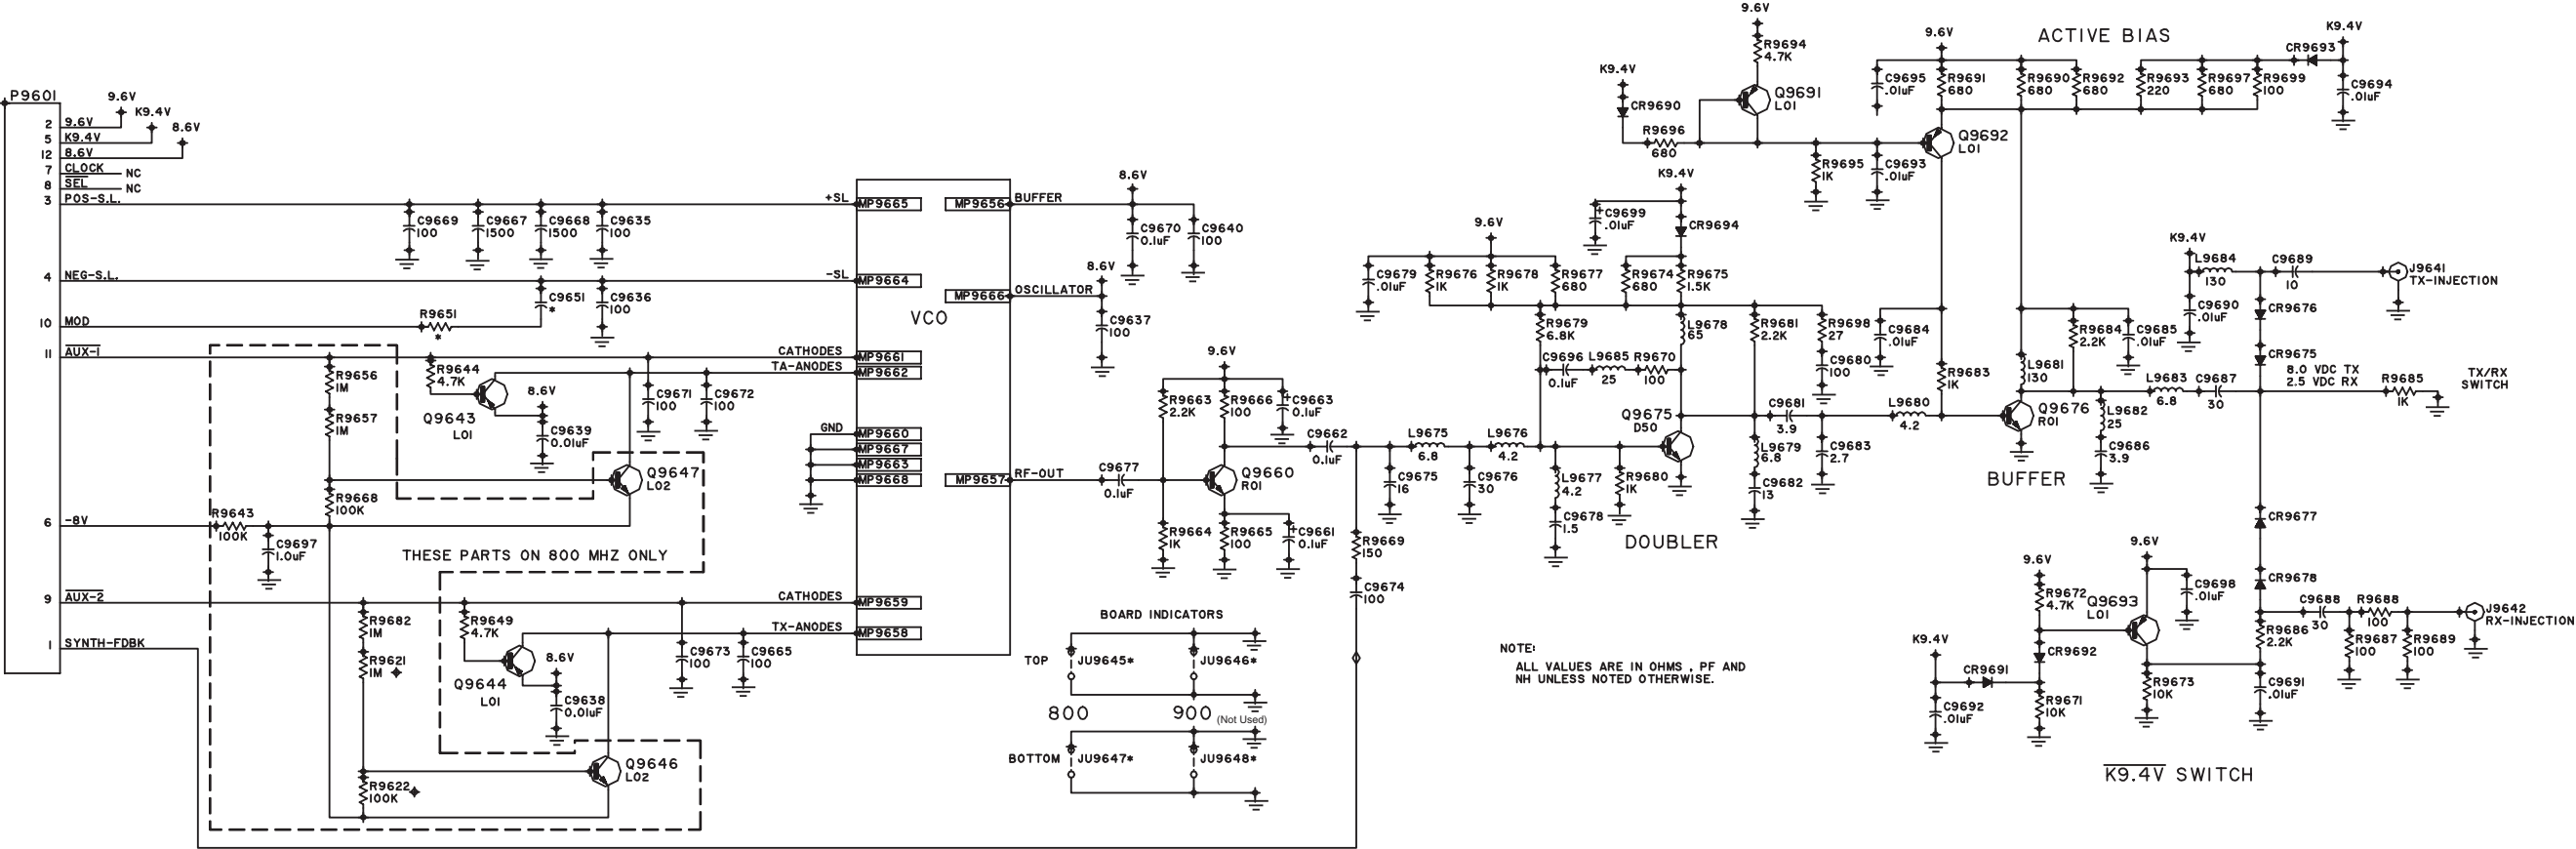 P9601
2 9.6V
5 K9.4V
12 8.6V
7 CLOCK NC
8 SEL NC
3 POS-S.L.
4 NEG-S.L.
10 MOD
11 AUX-1
6 -8V
9 AUX-2
1 SYNTH-FDBK
9.6V
K9.4V
8.6V
C9669
100
C9667
1500
C9668
1500
C9635
100
R9651
*
C9651
*
C9636
100
R9656
1M
R9657
1M
R9668
100K
R9643
100K
C9697
1.0uF
R9644
4.7K
Q9643
L01
8.6V
C9639
0.01uF
Q9647
L02
C9671
100
C9672
100
THESE PARTS ON 800 MHZ ONLY
R9682
1M
R9621
1M
R9622
100K
R9649
4.7K
Q9644
L01
8.6V
C9638
0.01uF
Q9646
L02
C9673
100
C9665
100
+SL
-SL
CATHODES
TA-ANODES
GND
CATHODES
TX-ANODES
VCO
MP9665
MP9664
MP9661
MP9662
MP9660
MP9667
MP9663
MP9668
MP9659
MP9658
MP9656
MP9666
MP9657
BUFFER
OSCILLATOR
RF-OUT
8.6V
C9670
0.1uF
C9640
100
8.6V
C9637
100
C9677
0.1uF
9.6V
R9663
2.2K
R9666
100
+
C9663
0.1uF
Q9660
R01
R9664
1K
R9665
100
+
C9661
0.1uF
C9662
0.1uF
R9669
150
C9674
100
BOARD INDICATORS
TOP
JU9645*
JU9646*
800
900
(Not Used)
BOTTOM
JU9647*
JU9648*
NOTE:
ALL VALUES ARE IN OHMS , PF AND
NH UNLESS NOTED OTHERWISE.
L9675
6.8
L9676
4.2
C9675
16
C9676
30
L9677
4.2
C9678
1.5
R9680
1K
Q9675
D50
DOUBLER
9.6V
C9679
.01uF
R9676
1K
R9678
1K
R9677
680
R9674
680
R9675
1.5K
K9.4V
+
C9699
.01uF
CR9694
R9679
6.8K
C9696
0.1uF
L9685
25
R9670
100
L9678
65
R9681
2.2K
R9698
27
C9680
100
C9681
3.9
L9679
6.8
C9682
13
C9683
2.7
L9680
4.2
C9684
.01uF
R9683
1K
K9.4V
CR9690
R9696
680
9.6V
R9694
4.7K
Q9691
L01
R9695
1K
C9693
.01uF
ACTIVE BIAS
9.6V
C9695
.01uF
R9691
680
R9690
680
R9692
680
R9693
220
R9697
680
R9699
100
CR9693
K9.4V
C9694
.01uF
Q9692
L01
L9681
130
R9684
2.2K
C9685
.01uF
Q9676
R01
BUFFER
L9682
25
C9686
3.9
L9683
6.8
C9687
30
K9.4V
L9684
130
C9690
.01uF
C9689
10
J9641
TX-INJECTION
CR9676
CR9675
8.0 VDC TX
2.5 VDC RX
R9685
1K
TX/RX
SWITCH
CR9677
CR9678
C9688
30
R9688
100
J9642
RX-INJECTION
R9687
100
R9689
100
R9686
2.2K
C9691
.01uF
9.6V
C9698
.01uF
Q9693
L01
9.6V
R9672
4.7K
CR9692
R9671
10K
R9673
10K
K9.4V
CR9691
C9692
.01uF
K9.4V SWITCH